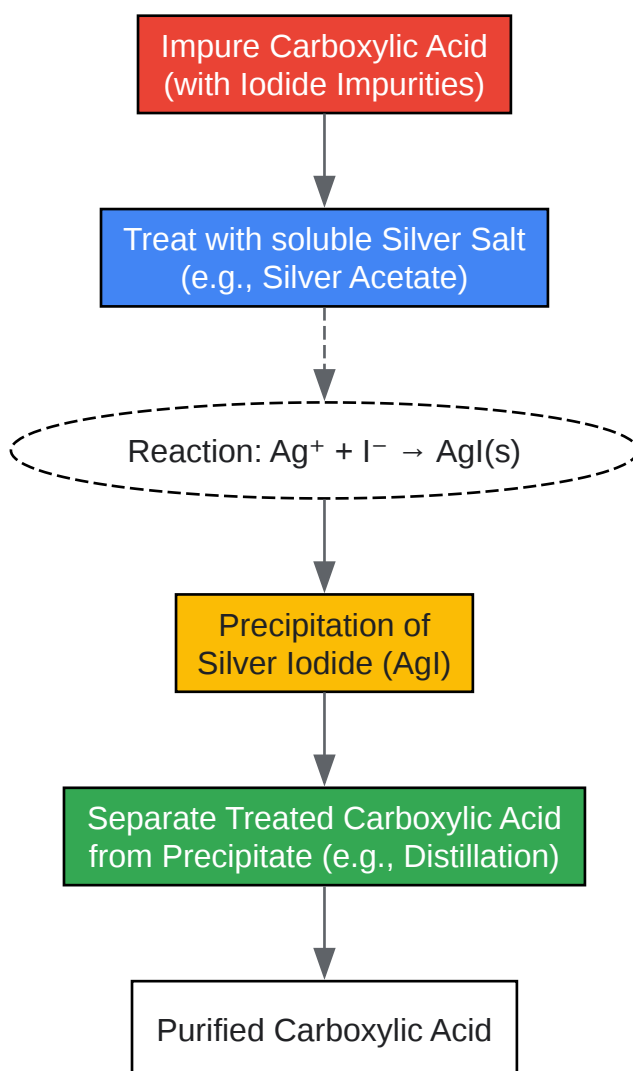 Impure Carboxylic Acid
(with Iodide Impurities)
Treat with soluble Silver Salt
(e.g., Silver Acetate)
Reaction: Ag⁺ + I⁻ → AgI(s)
Precipitation of
Silver Iodide (AgI)
Separate Treated Carboxylic Acid
from Precipitate (e.g., Distillation)
Purified Carboxylic Acid